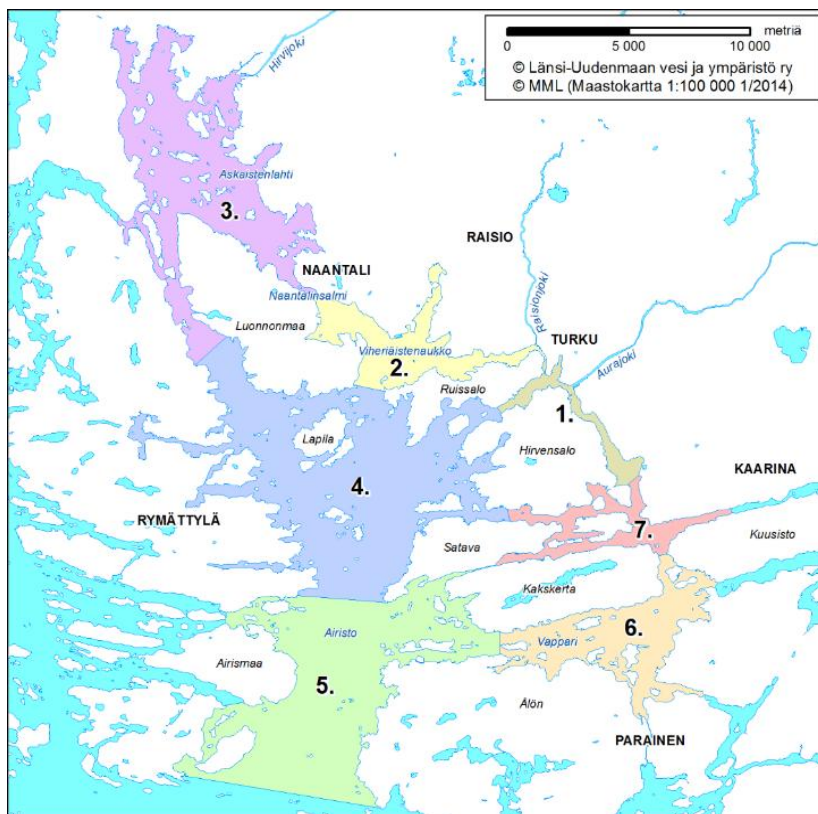 metriä
0 5 000 10 000
© Länsi-Uudenmaan vesi ja ympäristö ry
© MML (Maastokartta 1:100 000 1/2014)
Hirvijoki
Askaistenlahti
3.
RAISIO
NAANTALI
Naantalinsalmi
Luonnonmaa
Raisionjoki
TURKU
Viheriäistenaukko
2.
Aurajoki
Ruissalo
1.
Lapila
Hirvensalo
KAARINA
4.
RYMÄTTYLÄ
7.
Kuusisto
Satava
Kakskerta
Airisto
6.
Vappari
Airismaa
5.
Ålön
PARAINEN